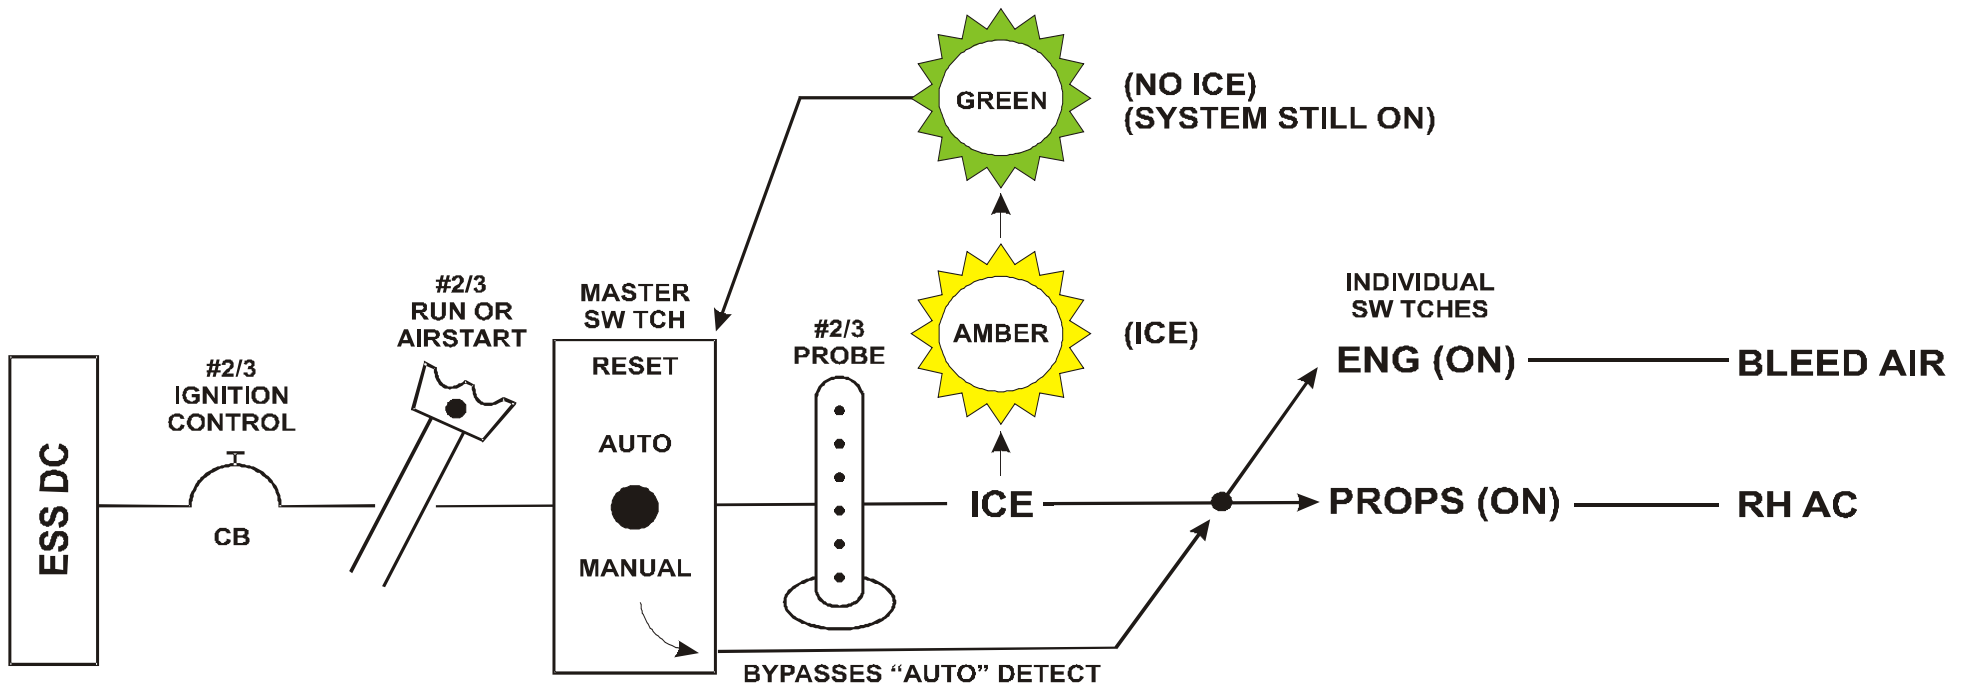 GREEN
(NO ICE)
(SYSTEM STILL ON)
#2/3
RUN OR
AIRSTART
MASTER
SW TCH
#2/3
PROBE
AMBER
(ICE)
INDIVIDUAL
SW TCHES
ENG (ON)
BLEED AIR
#2/3
IGNITION
CONTROL
RESET
AUTO
ESS DC
CB
ICE
PROPS (ON)
RH AC
MANUAL
BYPASSES “AUTO” DETECT